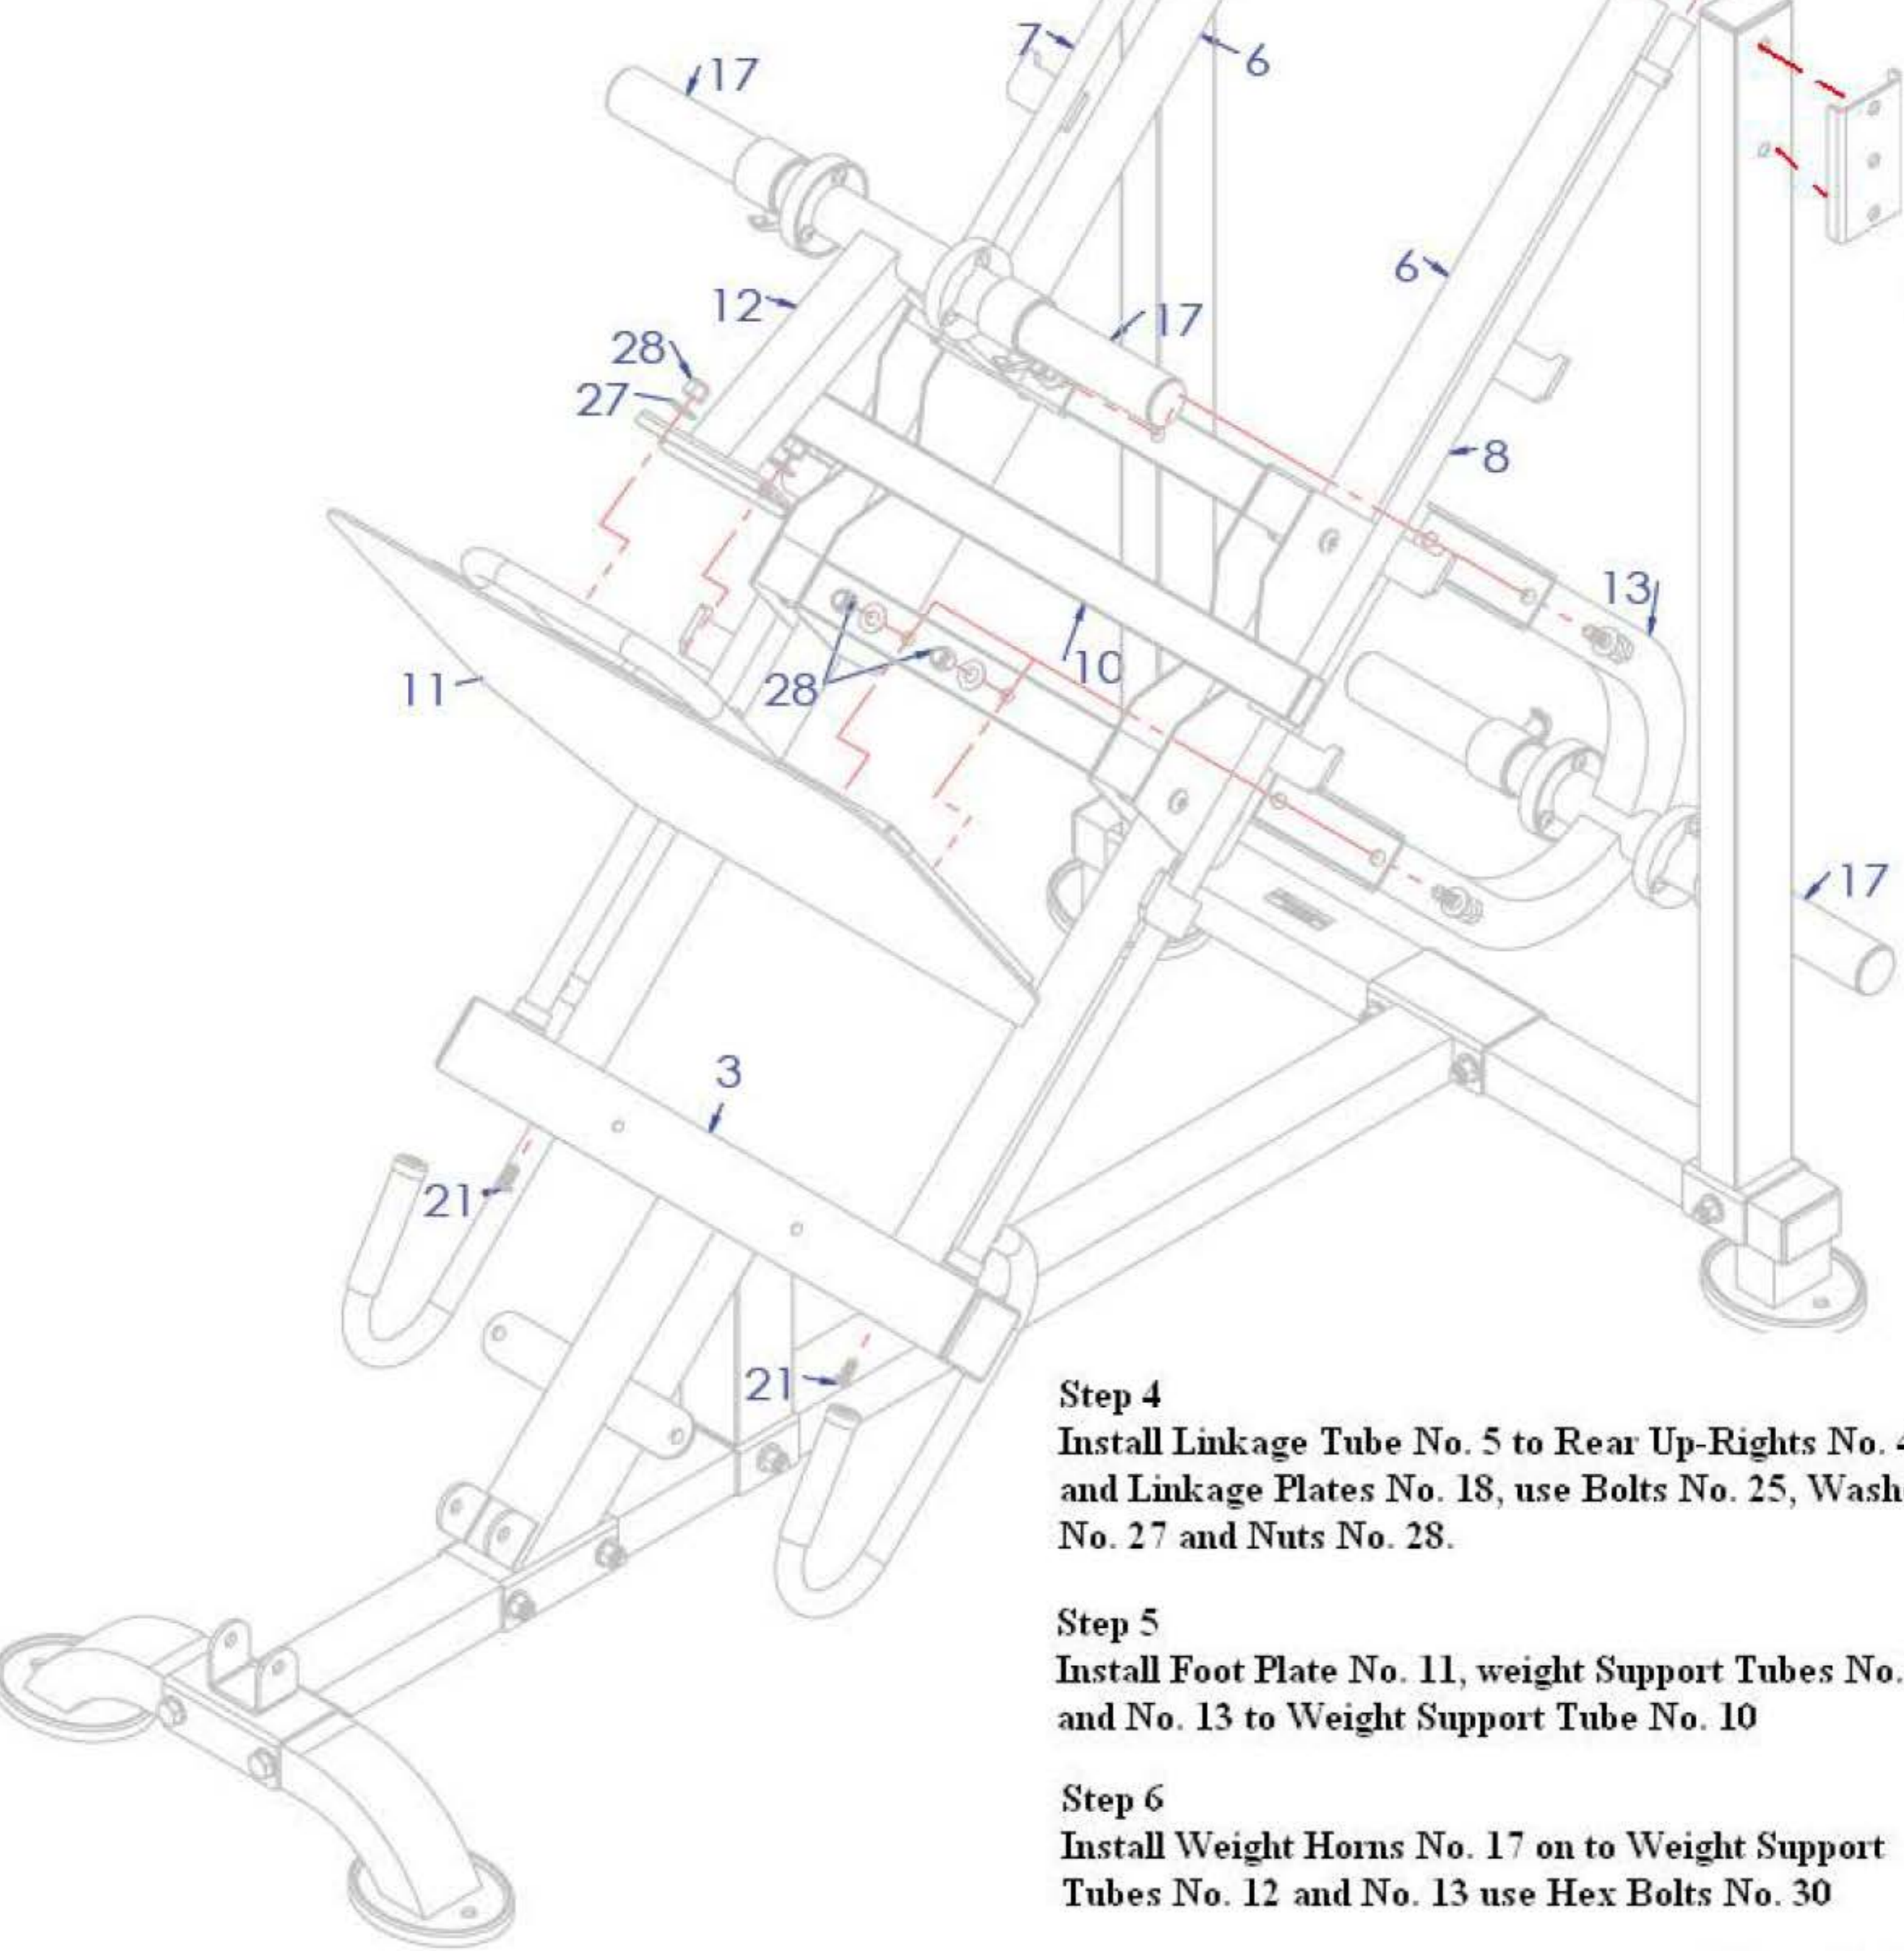 7
6
17
6
12
17
28
27
8
13
11
28
10
17
3
21
21
Step 4
Install Linkage Tube No. 5 to Rear Up-Rights No.
and Linkage Plates No. 18, use Bolts No. 25, Wash
No. 27 and Nuts No. 28.
Step 5
Install Foot Plate No. 11, weight Support Tubes No.
and No. 13 to Weight Support Tube No. 10
Step 6
Install Weight Horns No. 17 on to Weight Support
Tubes No. 12 and No. 13 use Hex Bolts No. 30